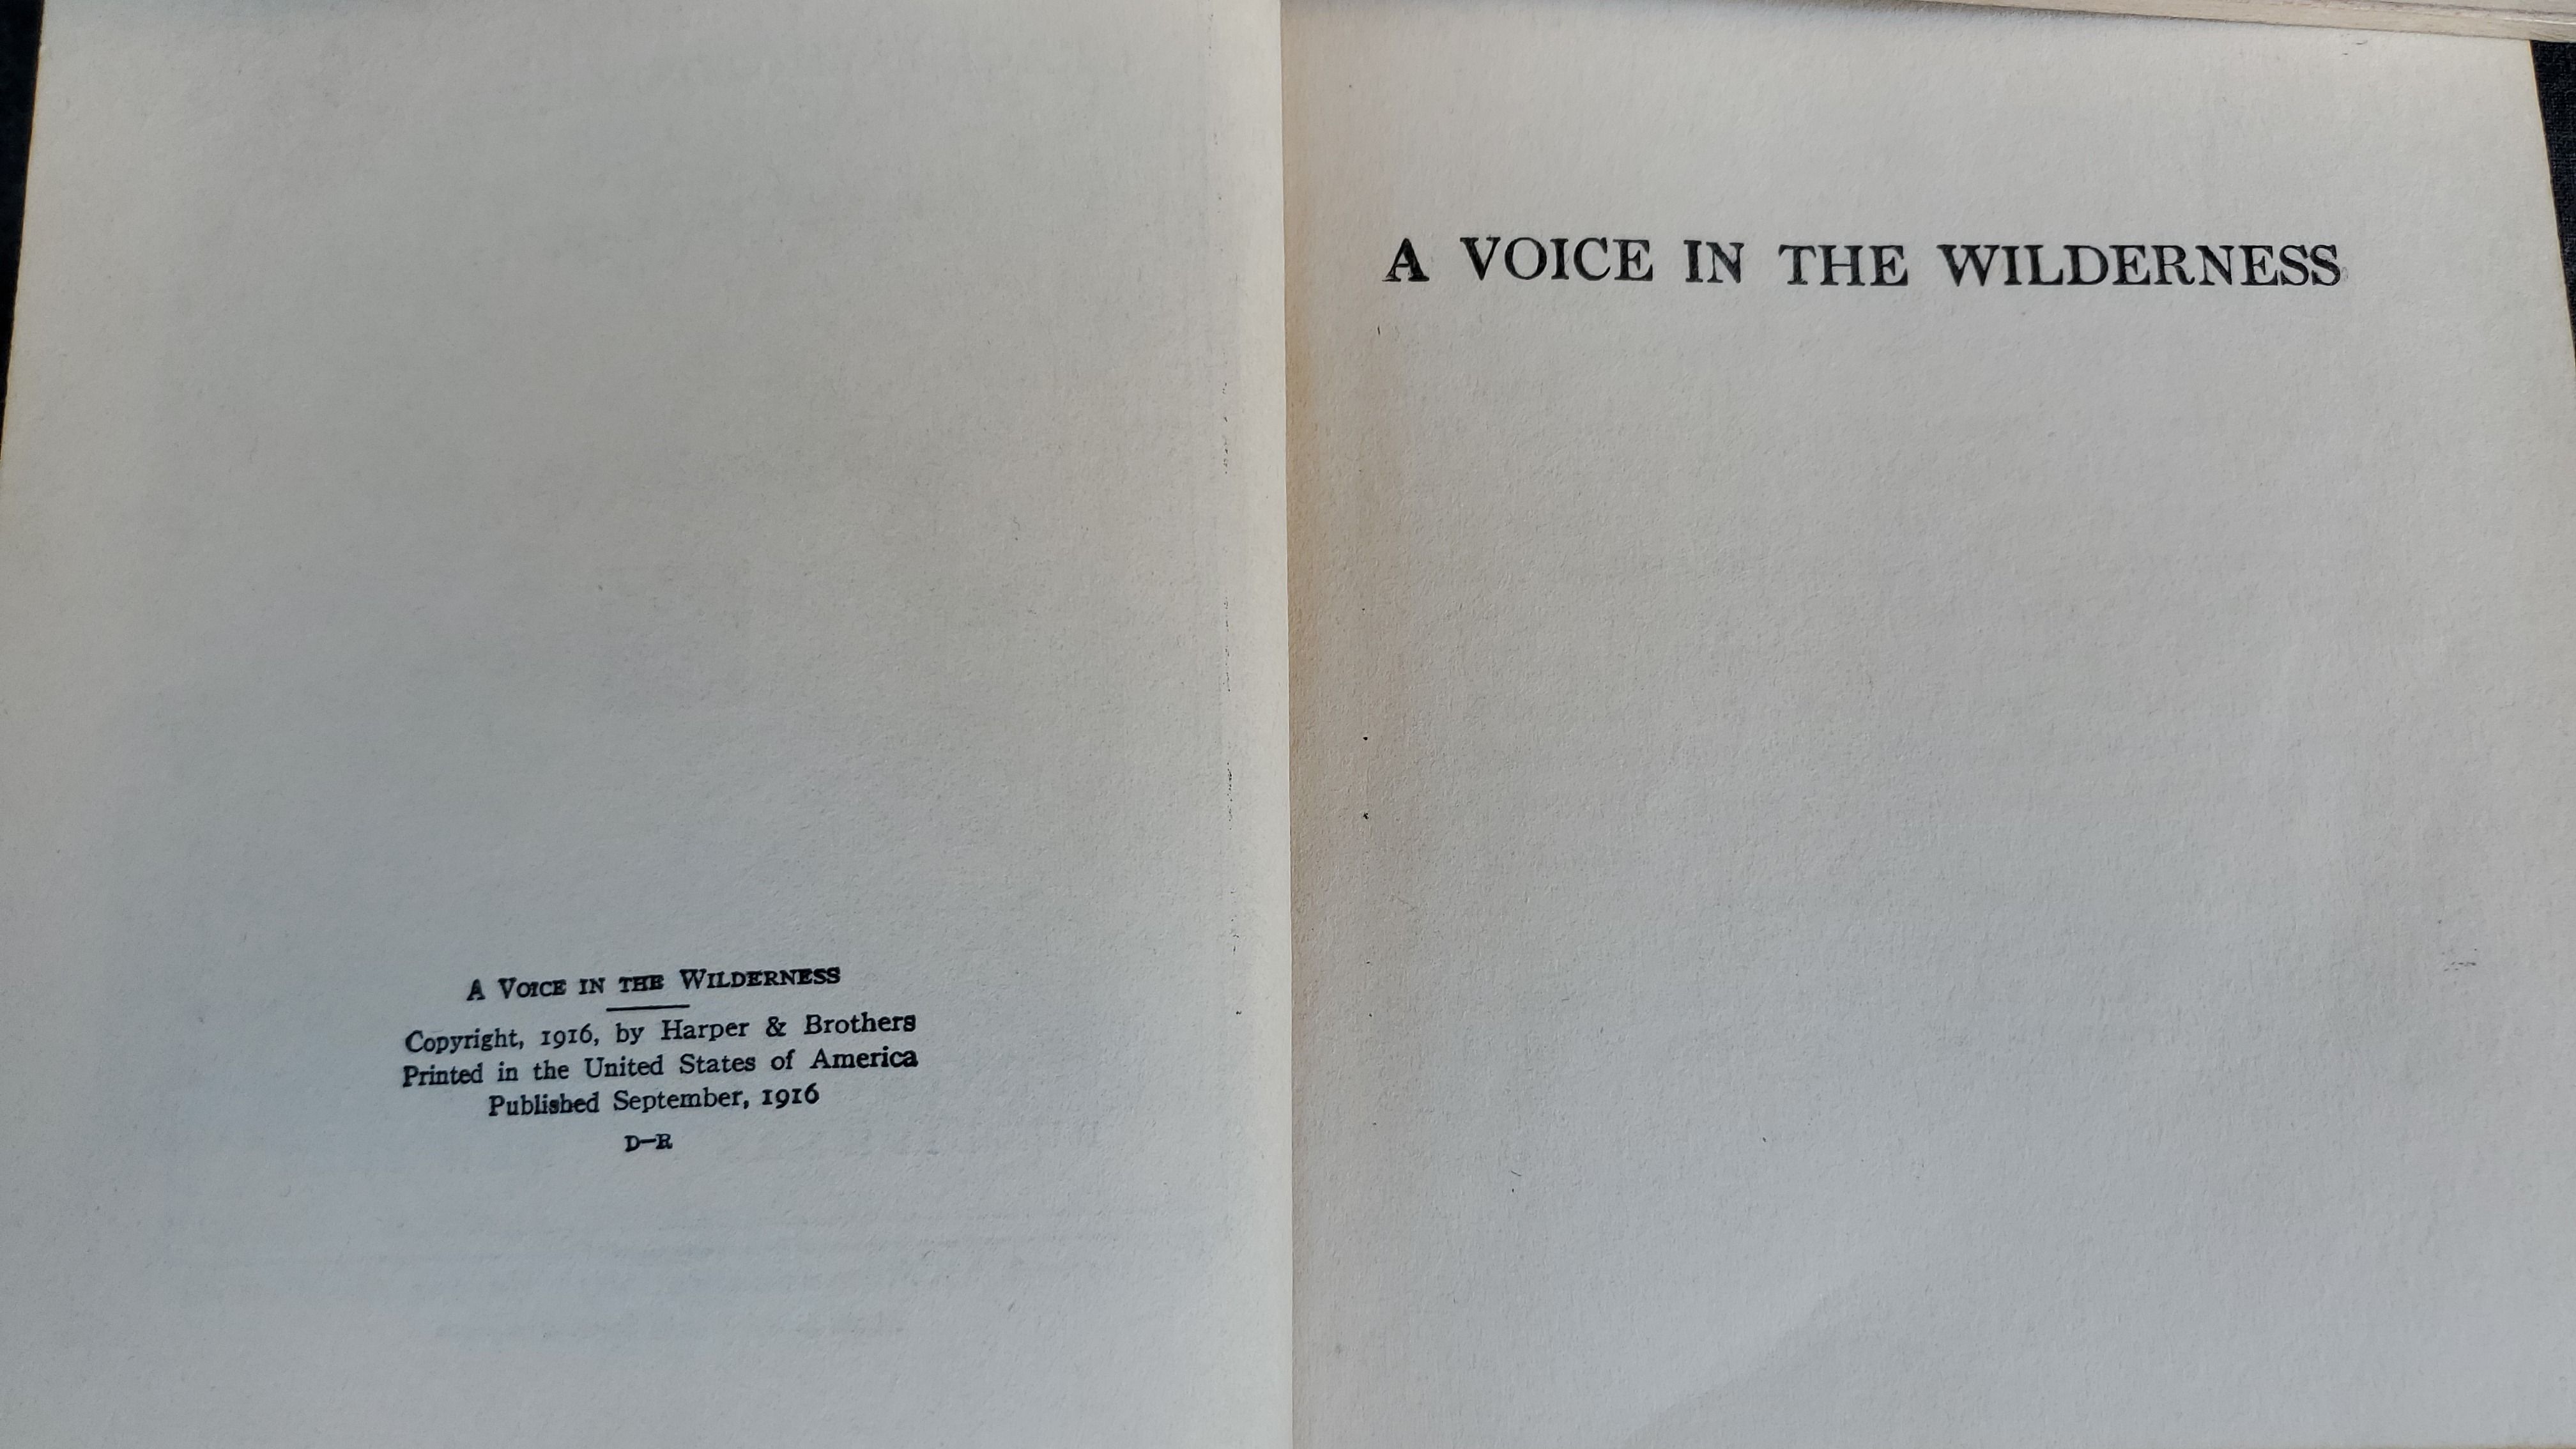 A VOICE IN THE WILDERNESS
Copyright, 1916, by Harper & Brothers
Printed in the United States of America
Published September, 1916
D–R
A VOICE IN THE WILDERNESS